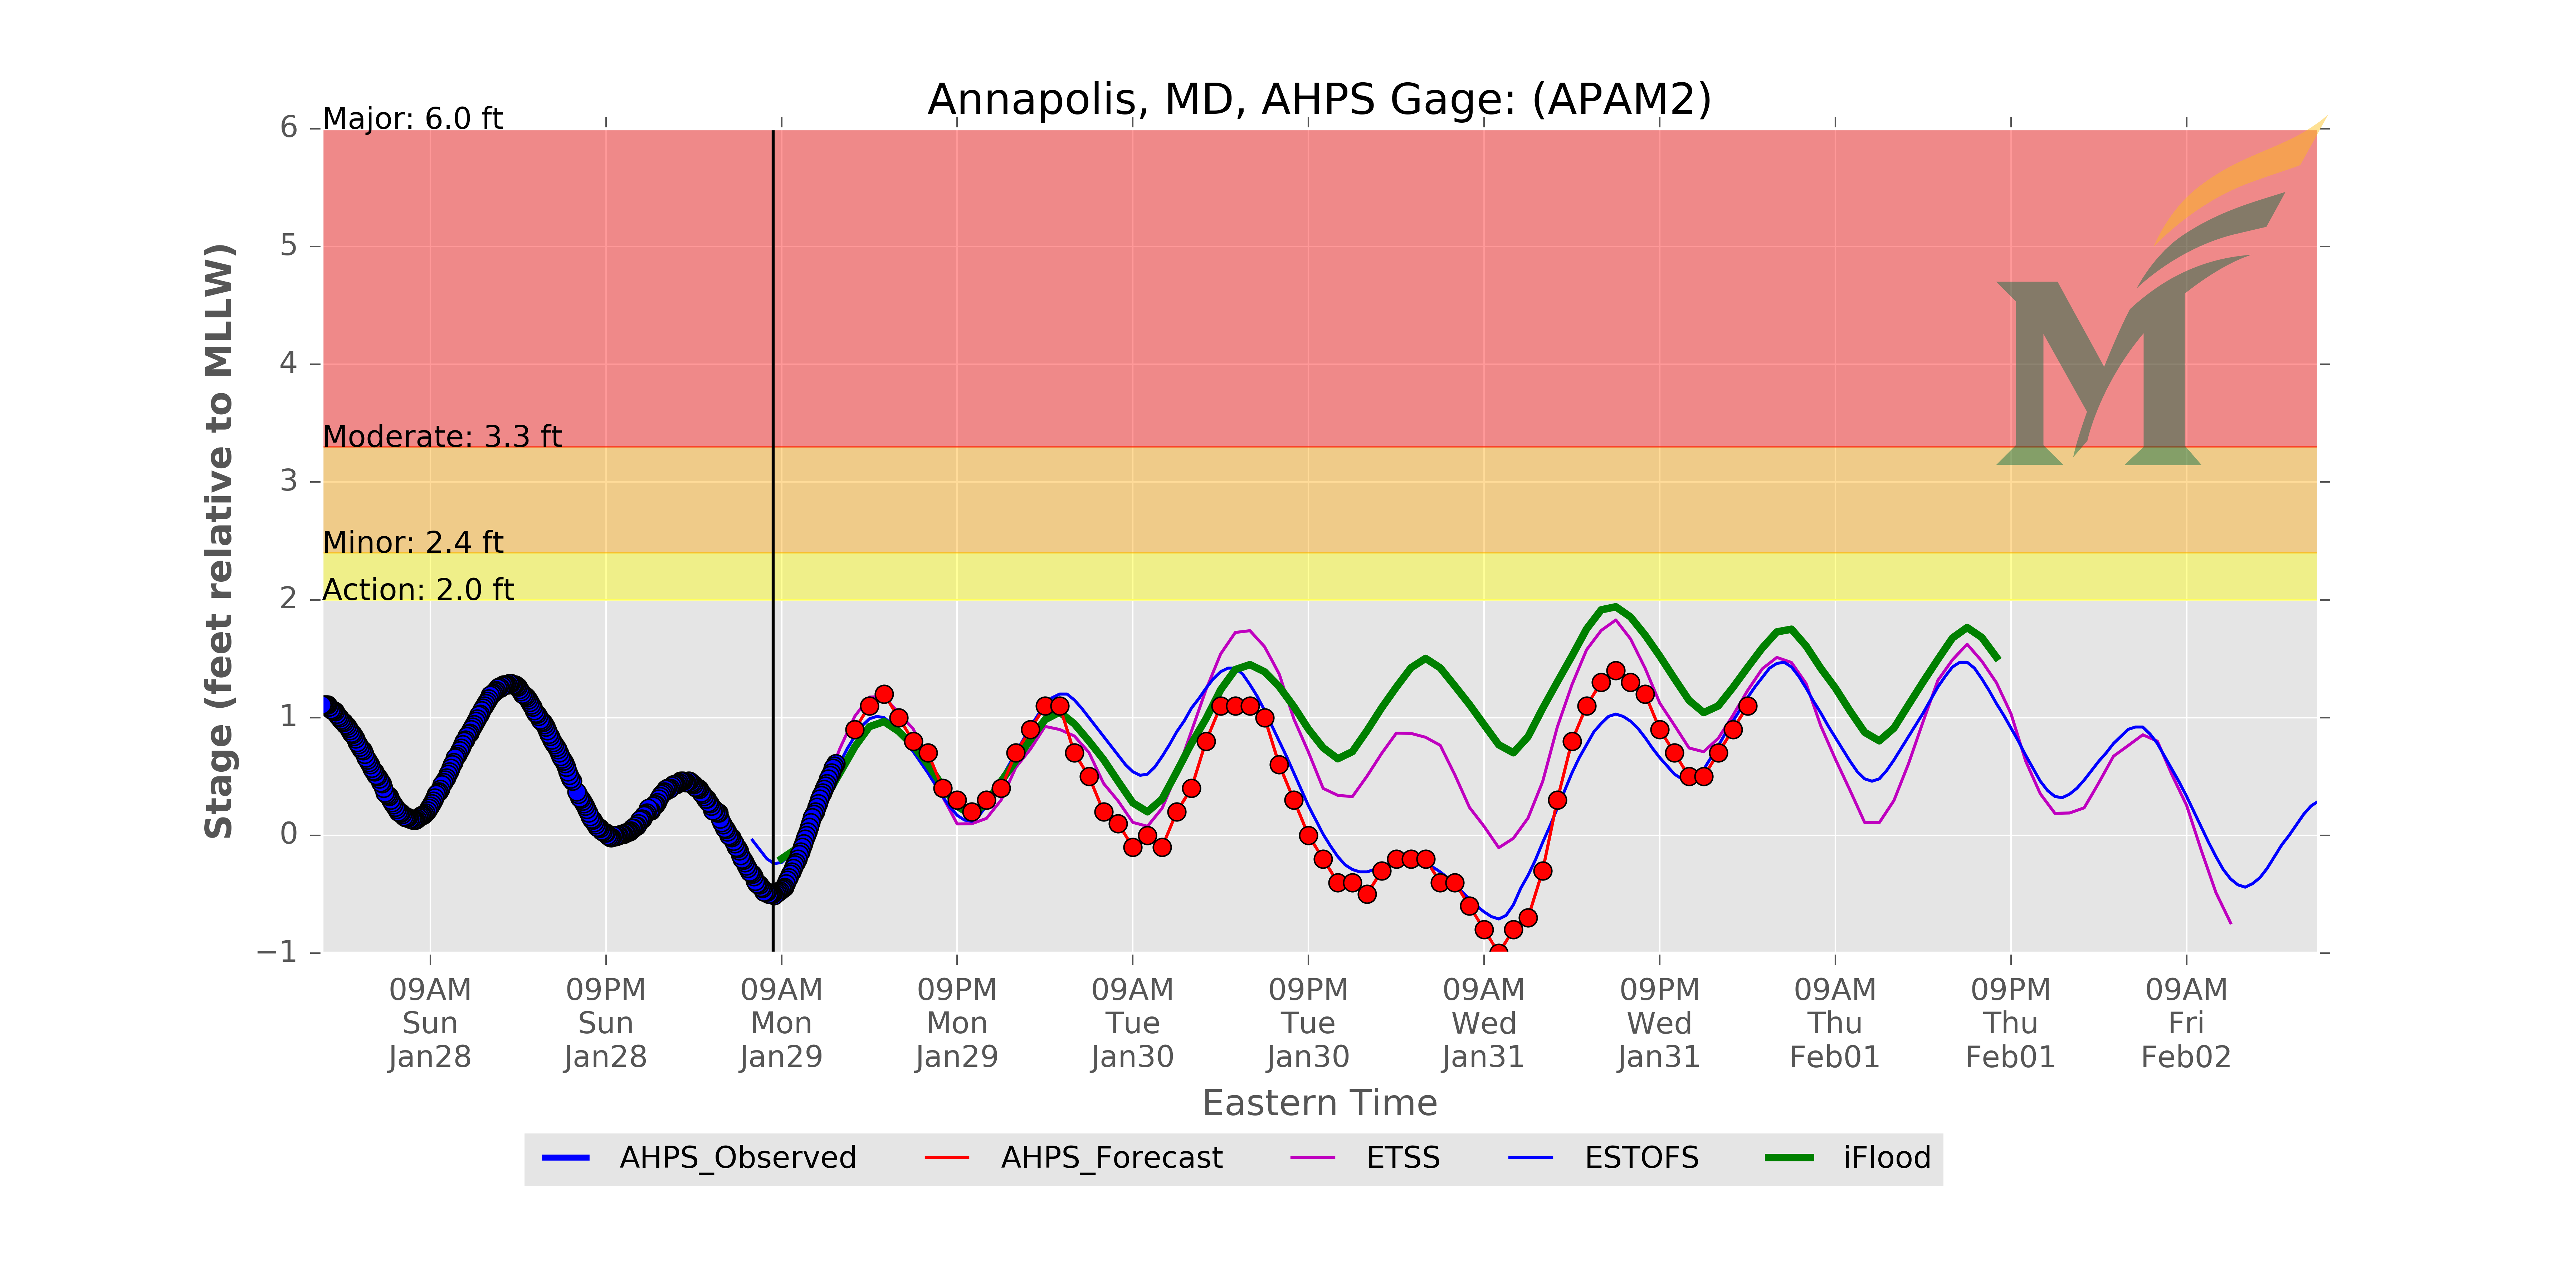 Annapolis, MD, AHPS Gage: (APAM2)
Major: 6.0 ft
Moderate: 3.3 ft
Minor: 2.4 ft
Action: 2.0 ft
6
5
4
3
2
1
0
−1
Stage (feet relative to MLLW)
09AM Sun Jan28
09PM Sun Jan28
09AM Mon Jan29
09PM Mon Jan29
09AM Tue Jan30
09PM Tue Jan30
09AM Wed Jan31
09PM Wed Jan31
09AM Thu Feb01
09PM Thu Feb01
09AM Fri Feb02
Eastern Time
AHPS_Observed
AHPS_Forecast
ETSS
ESTOFS
iFlood
M